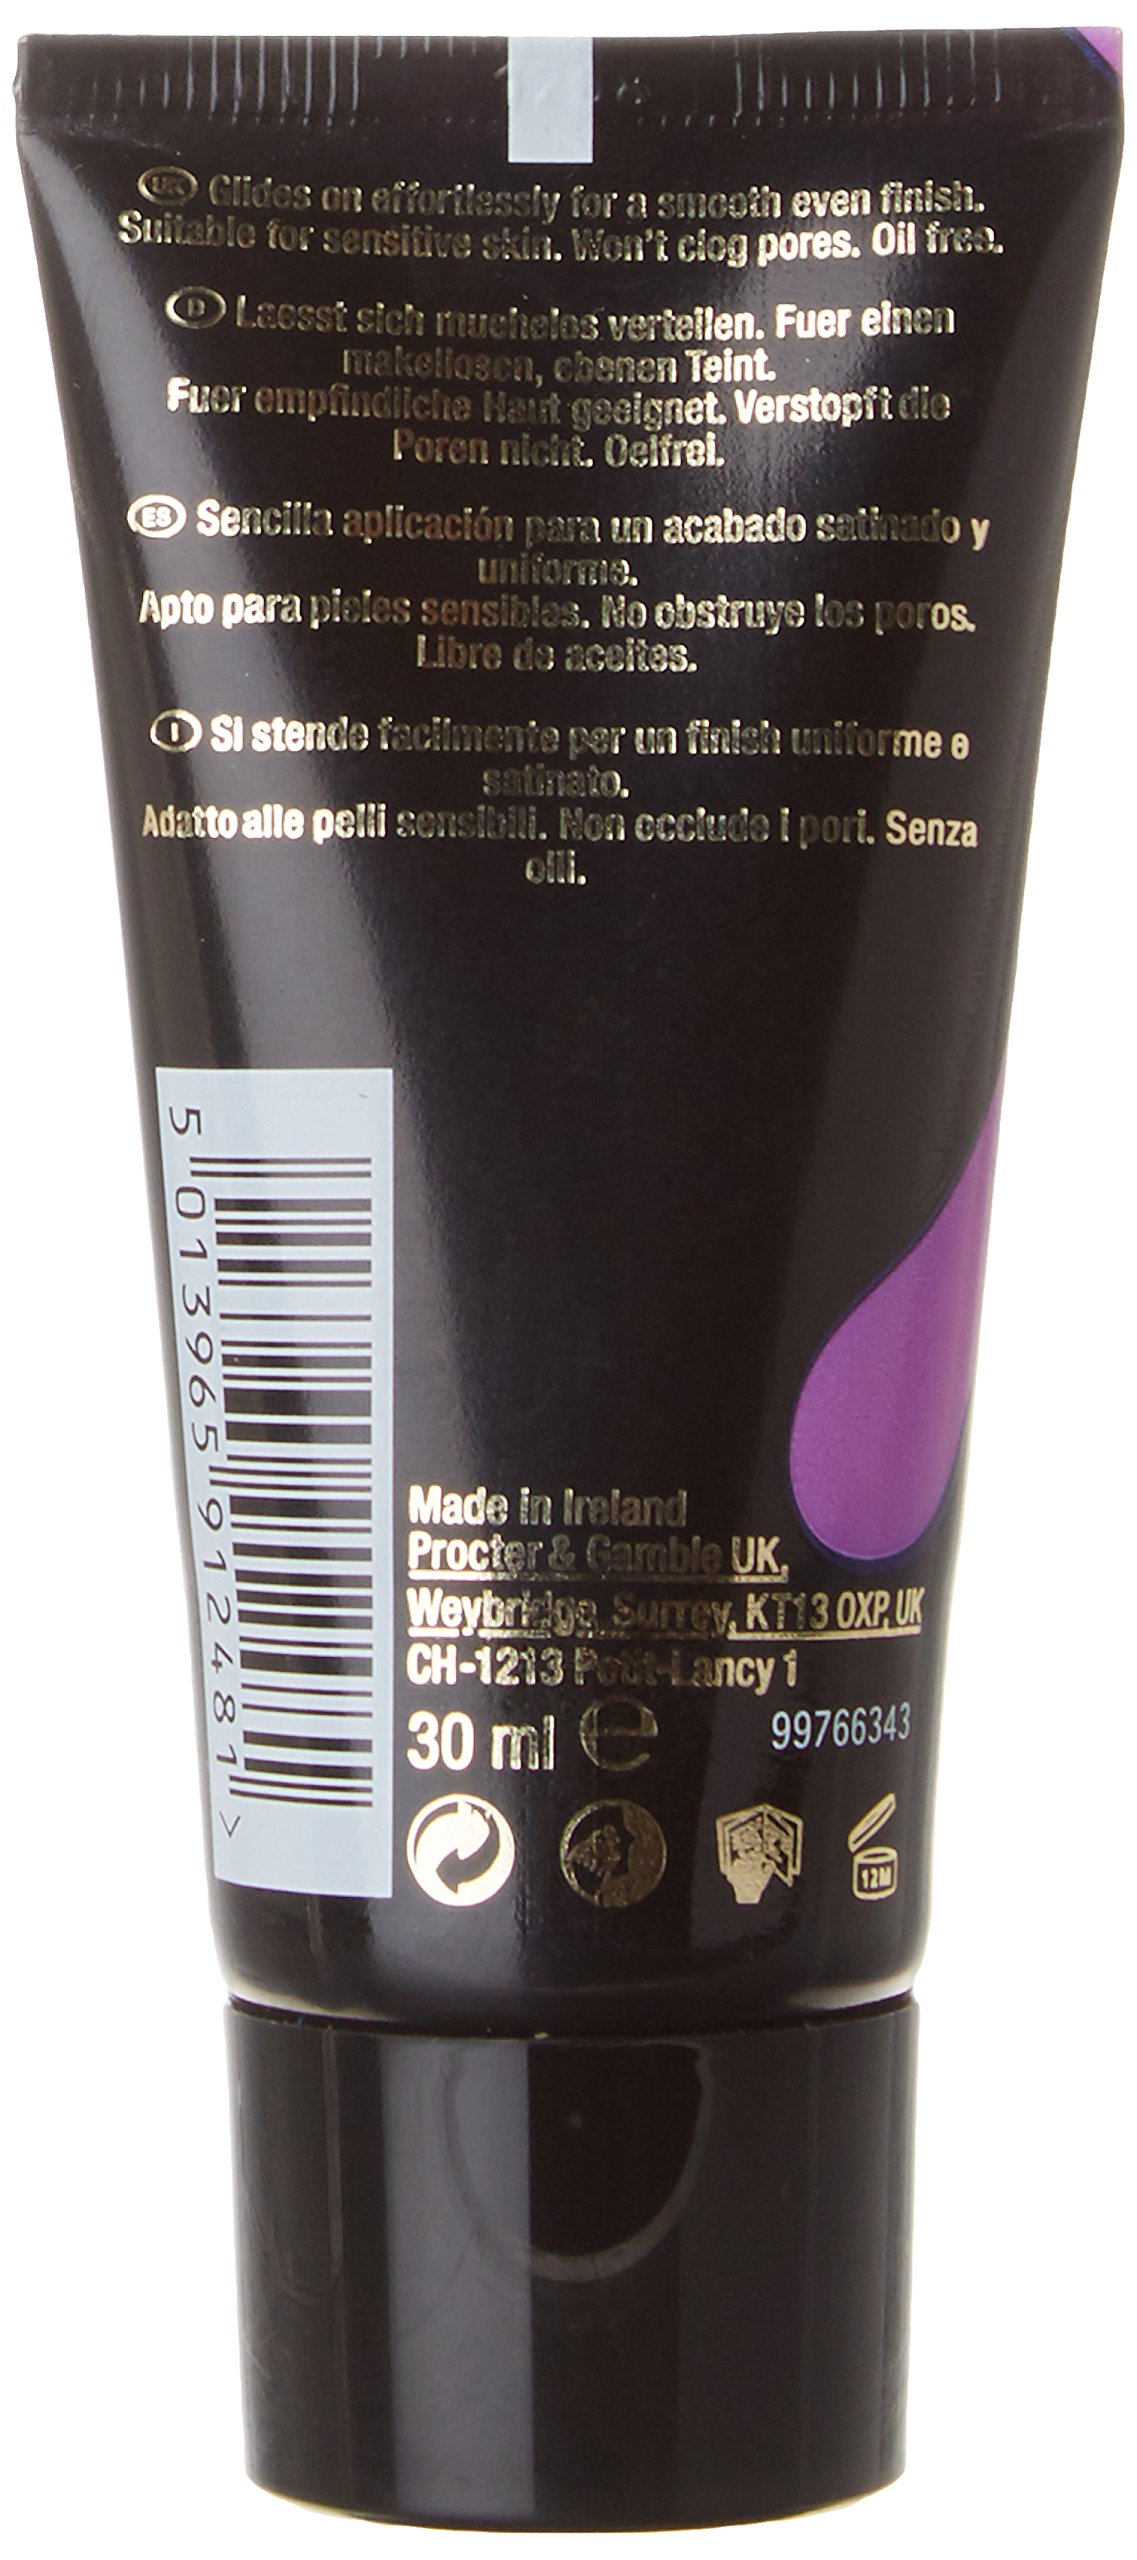 UK Glides on effortlessly for a smooth even finish.
Suitable for sensitive skin. Won't clog pores. Oil free.
D Laesst sich muehelos verteilen. Fuer einen
makellosen, ebenen Teint.
Fuer empfindliche Haut geeignet. Verstopft die
Poren nicht. Oelfrei.
ES Sencilla aplicación para un acabado satinado y
uniforme.
Apto para pieles sensibles. No obstruye los poros.
Libre de aceites.
I Si stende facilmente per un finish uniforme e
satinato.
Adatto alle pelli sensibili. Non occlude i pori. Senza
olii.
5 013965 912481 >
Made in Ireland
Procter & Gamble UK,
Weybridge, Surrey, KT13 0XP, UK
CH-1213 Petit-Lancy 1
30 ml e
99766343
12M